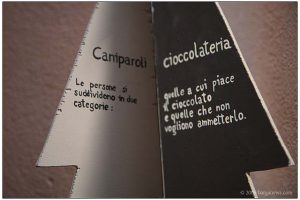 Camparoli
Le persone si
suddividono in due
categorie:
cioccolateria
quelle a cui piace
il cioccolato
e quelle che non
vogliono ammetterlo.